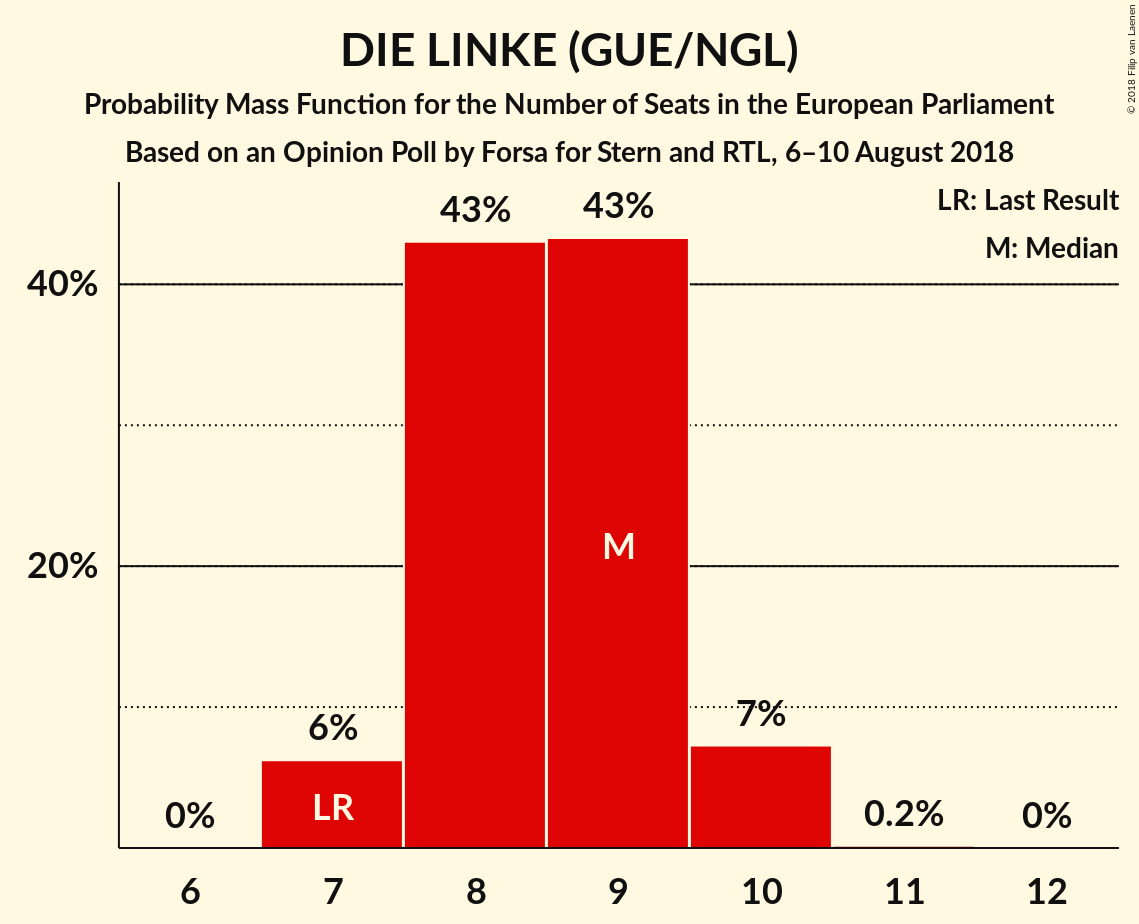 DIE LINKE (GUE/NGL)
Probability Mass Function for the Number of Seats in the European Parliament
Based on an Opinion Poll by Forsa for Stern and RTL, 6–10 August 2018
© 2018 Filip van Laenen
LR: Last Result
M: Median
43%
43%
40%
M
20%
7%
6%
LR
0%
0.2%
0%
6
7
8
9
10
11
12